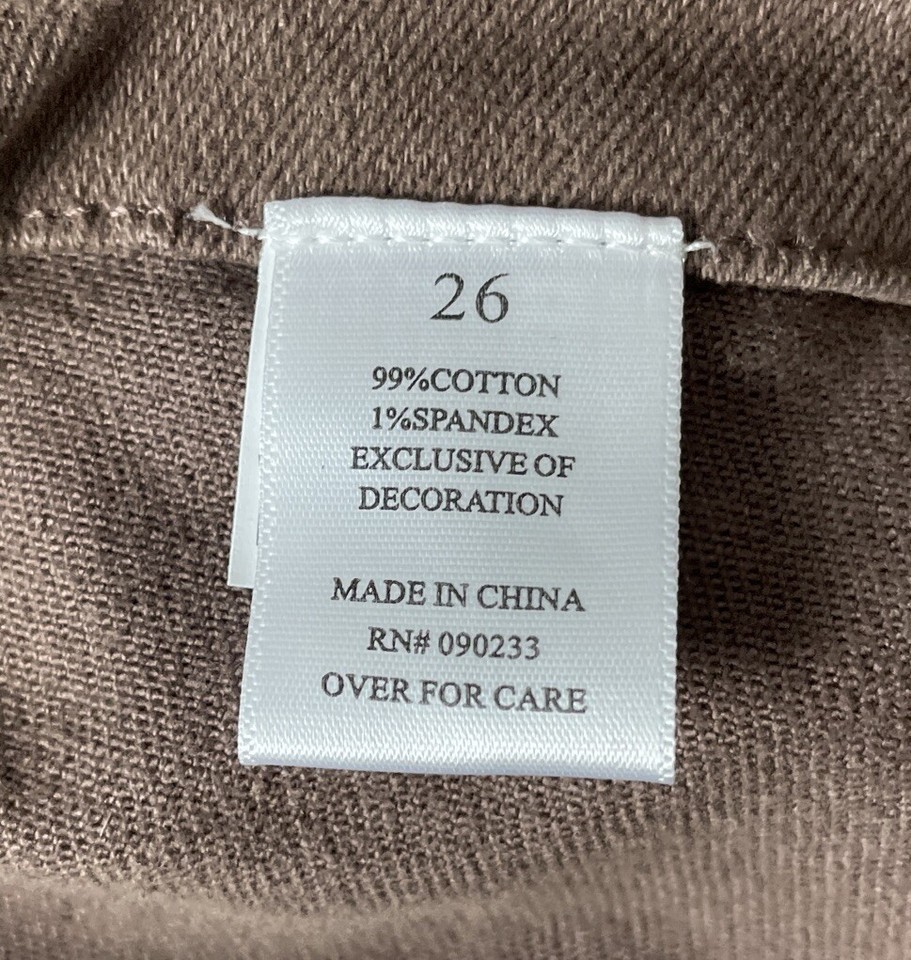 26
99%COTTON
1%SPANDEX
EXCLUSIVE OF
DECORATION
MADE IN CHINA
RN# 090233
OVER FOR CARE